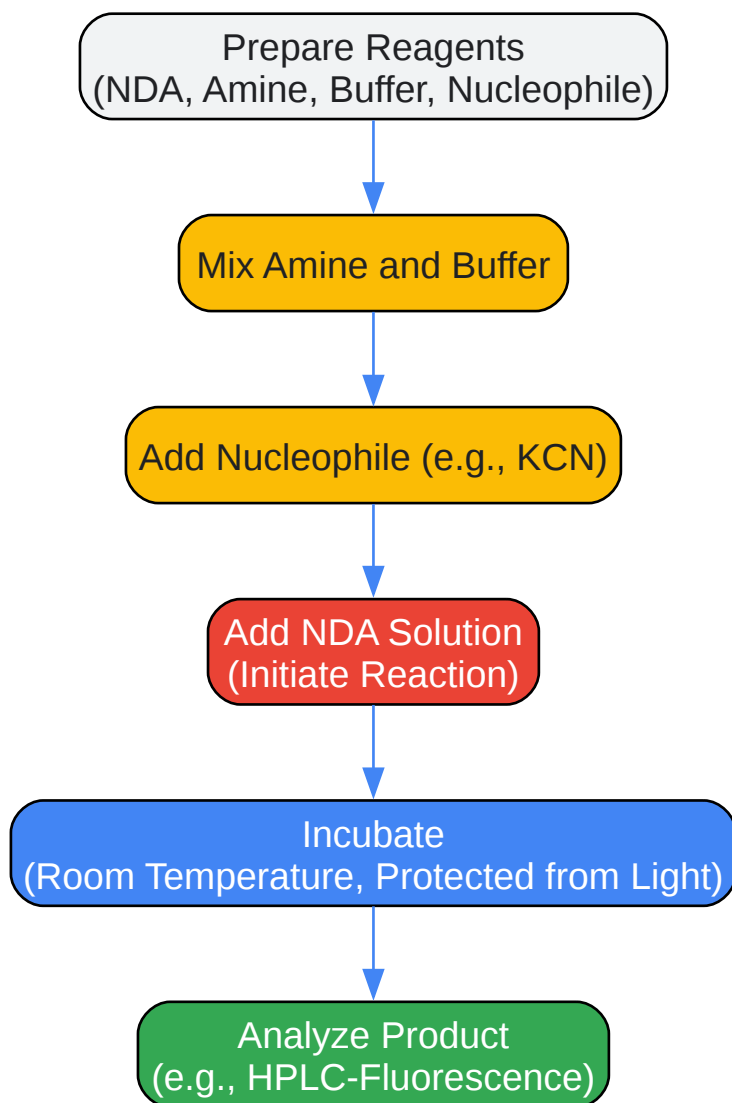 Prepare Reagents
(NDA, Amine, Buffer, Nucleophile)
Mix Amine and Buffer
Add Nucleophile (e.g., KCN)
Add NDA Solution
(Initiate Reaction)
Incubate
(Room Temperature, Protected from Light)
Analyze Product
(e.g., HPLC-Fluorescence)